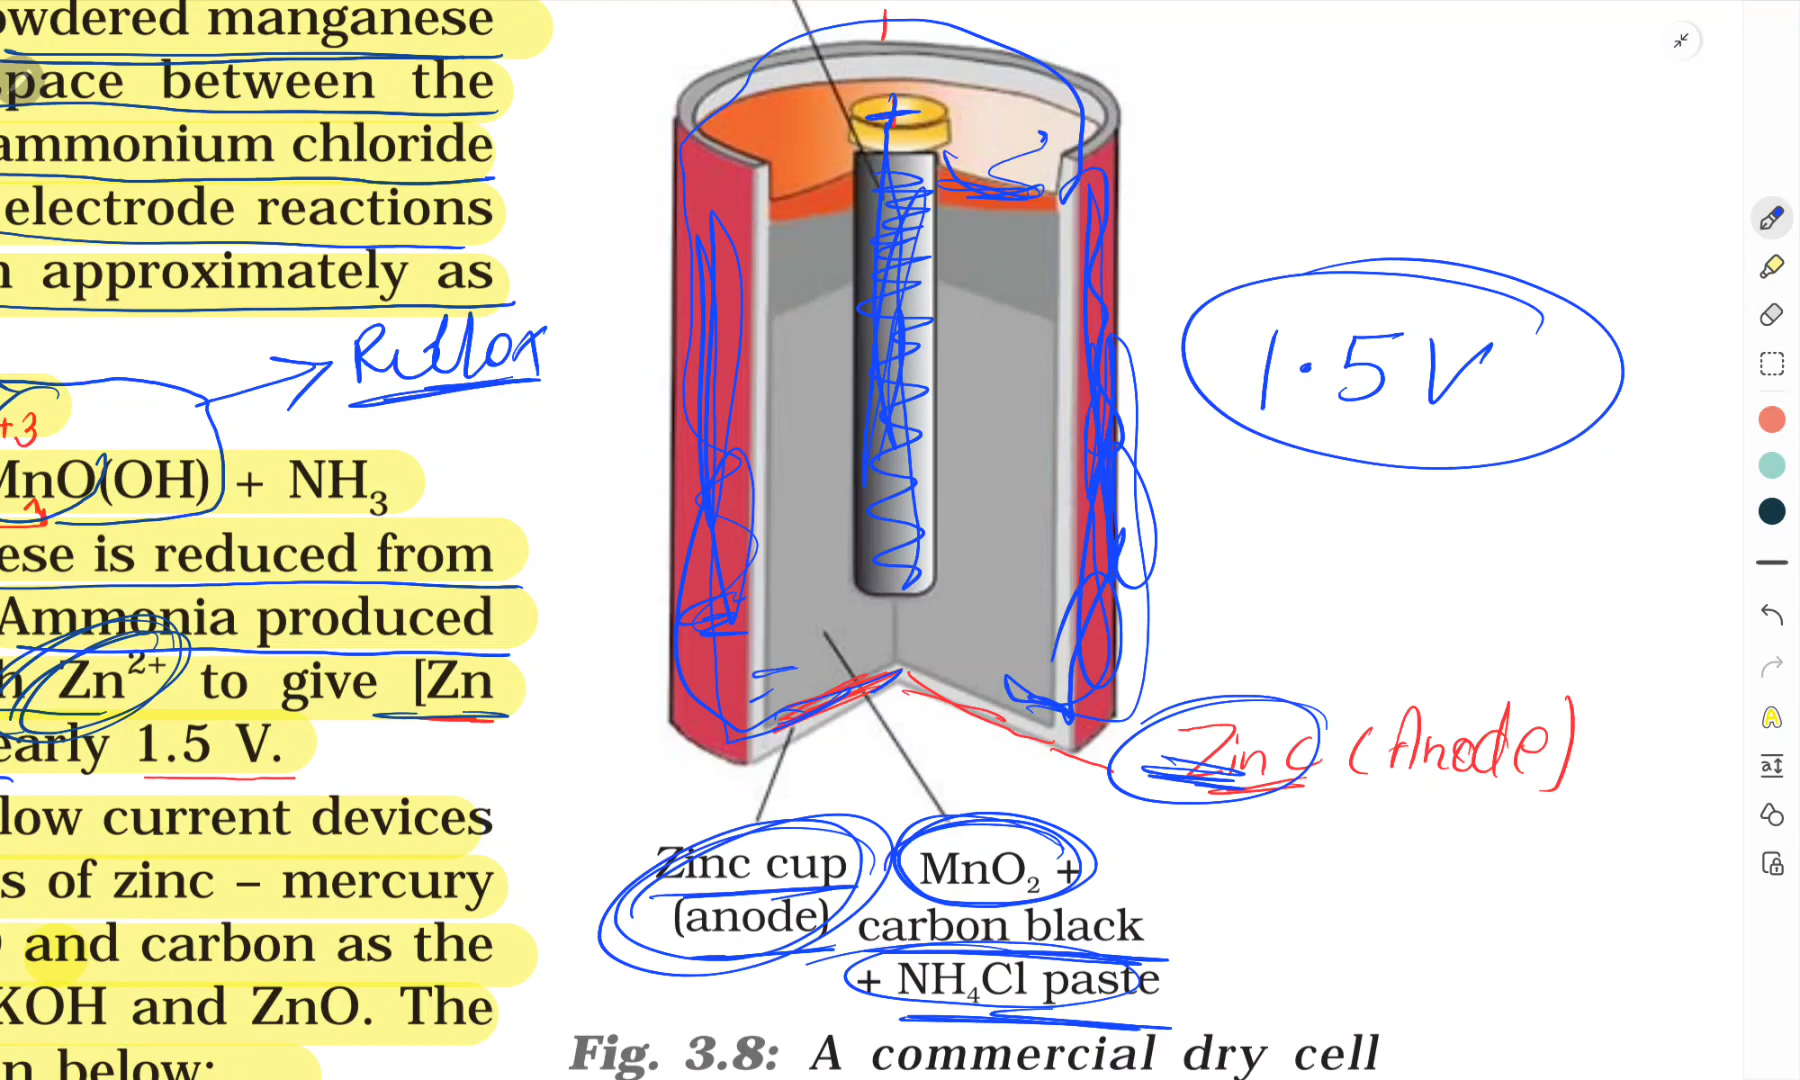 owdered manganese
space between the
ammonium chloride
electrode reactions
n approximately as
Redox
+3
MnO(OH) + NH₃
ese is reduced from
Ammonia produced
h Zn²⁺ to give [Zn
early 1.5 V.
low current devices
s of zinc – mercury
and carbon as the
KOH and ZnO. The
n below:
1.5V
Zinc (Anode)
Zinc cup
(anode)
MnO₂ +
carbon black
+ NH₄Cl paste
Fig. 3.8: A commercial dry cell